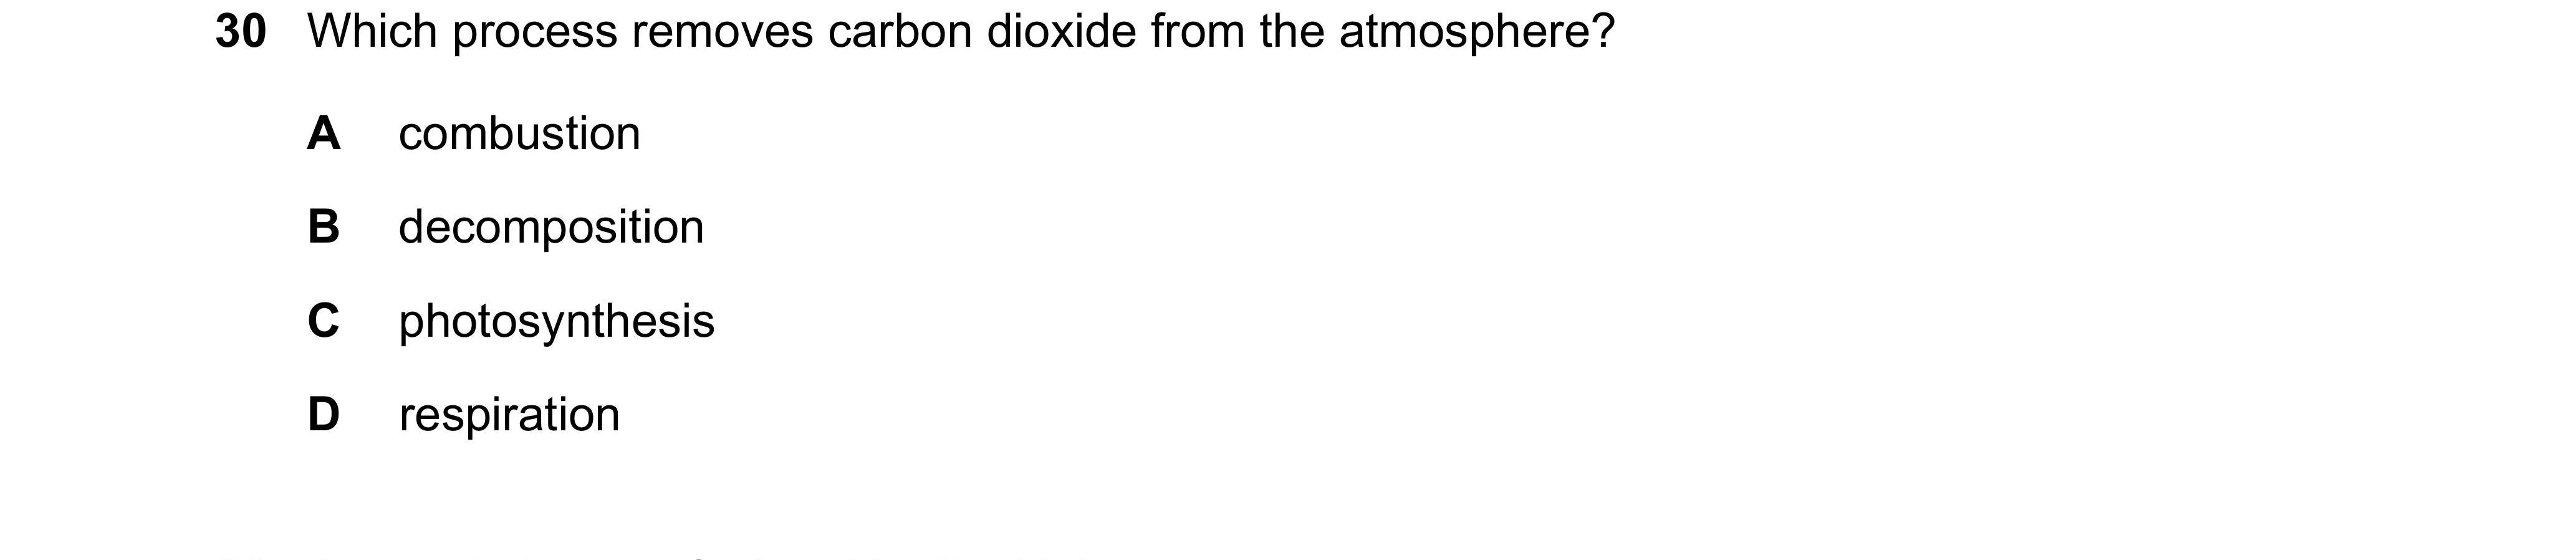 30 Which process removes carbon dioxide from the atmosphere?
A combustion
B decomposition
C photosynthesis
D respiration